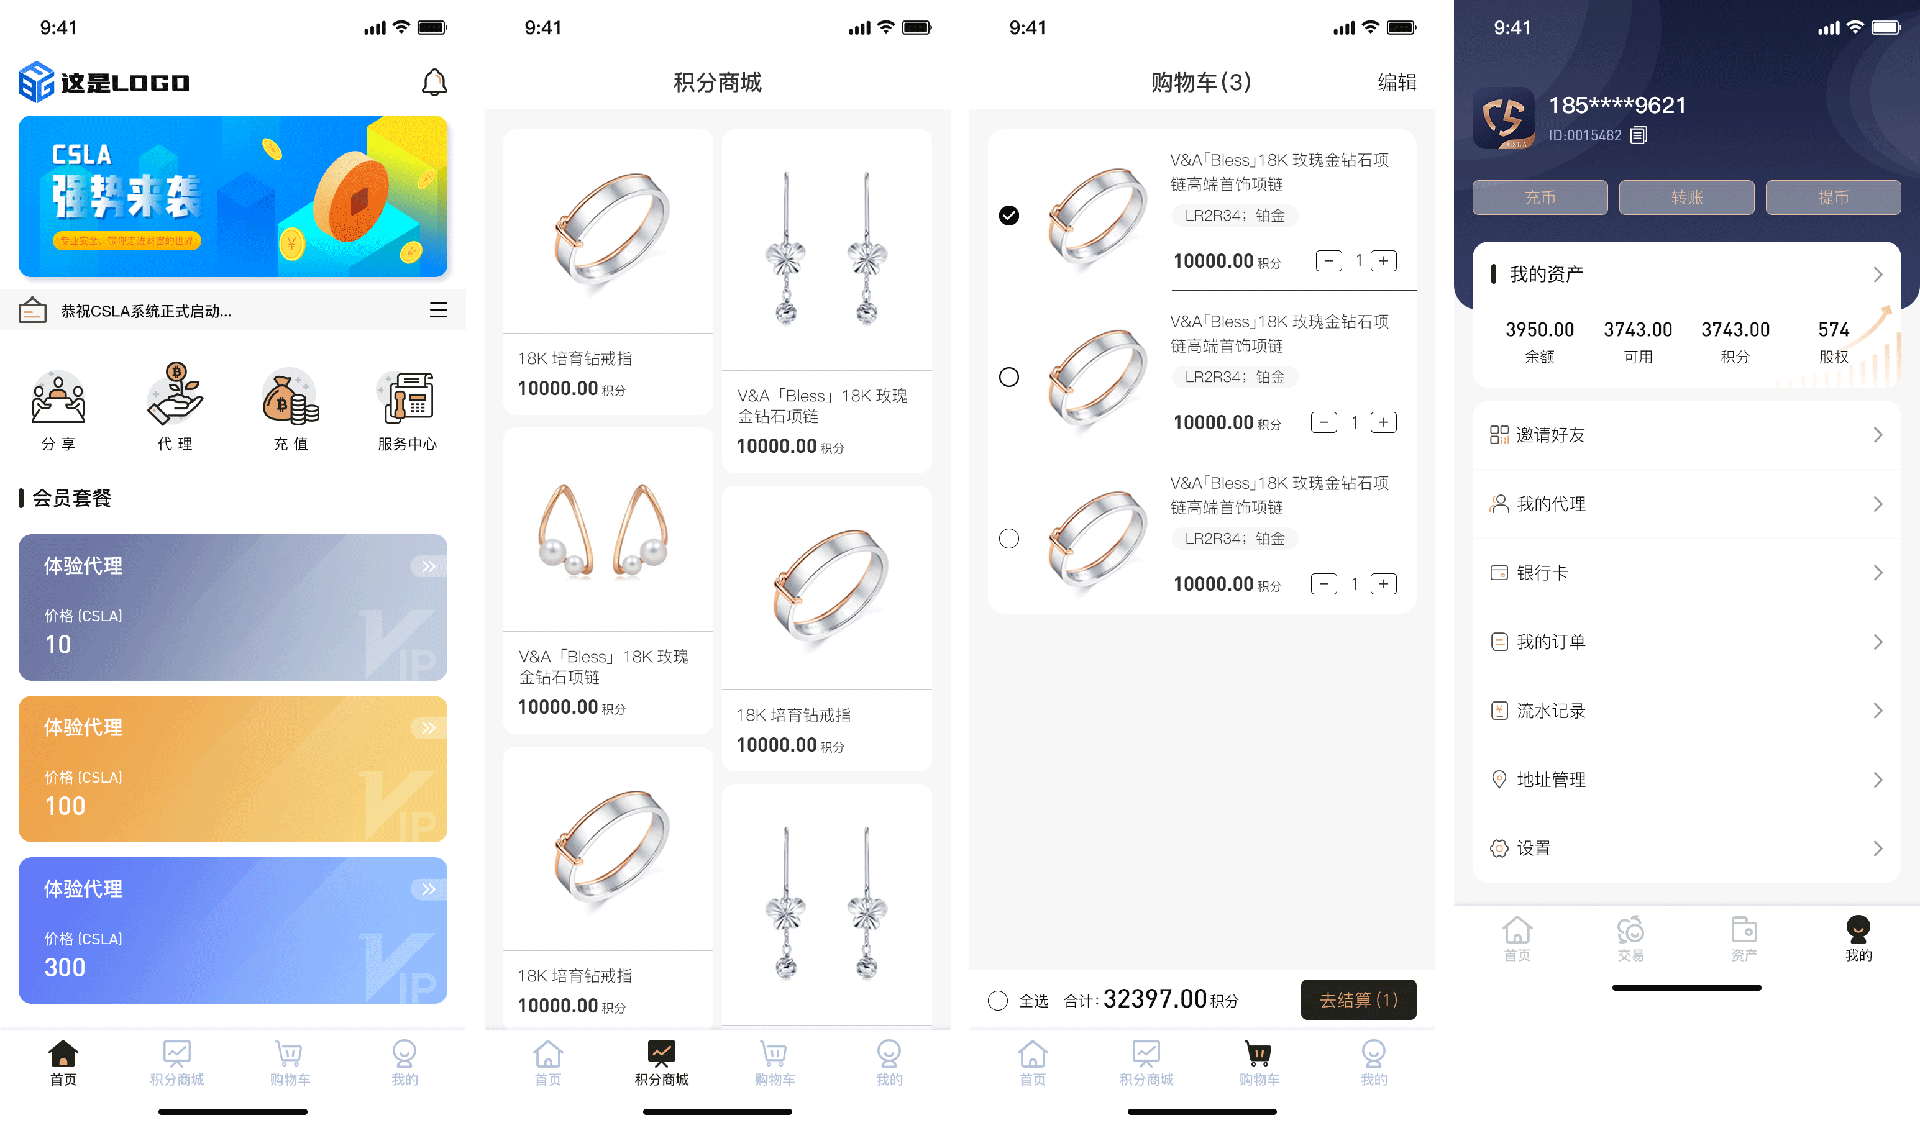 9:41
这是LOGO
CSLA
强势来袭
恭祝CSLA系统正式启动...
分 享
代 理
充 值
服务中心
会员套餐
体验代理
价格 (CSLA)
10
VIP
体验代理
价格 (CSLA)
100
VIP
体验代理
价格 (CSLA)
300
VIP
首页
积分商城
购物车
我的
9:41
积分商城
18K 培育钻戒指
10000.00 积分
V&A「Bless」18K 玫瑰
金钻石项链
10000.00 积分
V&A「Bless」18K 玫瑰
金钻石项链
10000.00 积分
18K 培育钻戒指
10000.00 积分
18K 培育钻戒指
10000.00 积分
首页
积分商城
购物车
我的
9:41
购物车(3)
编辑
V&A「Bless」18K 玫瑰金钻石项
链高端首饰项链
LR2R34；铂金
10000.00 积分
1
V&A「Bless」18K 玫瑰金钻石项
链高端首饰项链
LR2R34；铂金
10000.00 积分
1
V&A「Bless」18K 玫瑰金钻石项
链高端首饰项链
LR2R34；铂金
10000.00 积分
1
全选
合计:32397.00积分
去结算(1)
首页
积分商城
购物车
我的
9:41
CS
CSLA
185****9621
ID:0015482
充币
转账
提币
我的资产
3950.00
3743.00
3743.00
574
余额
可用
积分
股权
邀请好友
我的代理
银行卡
我的订单
流水记录
地址管理
设置
首页
交易
资产
我的